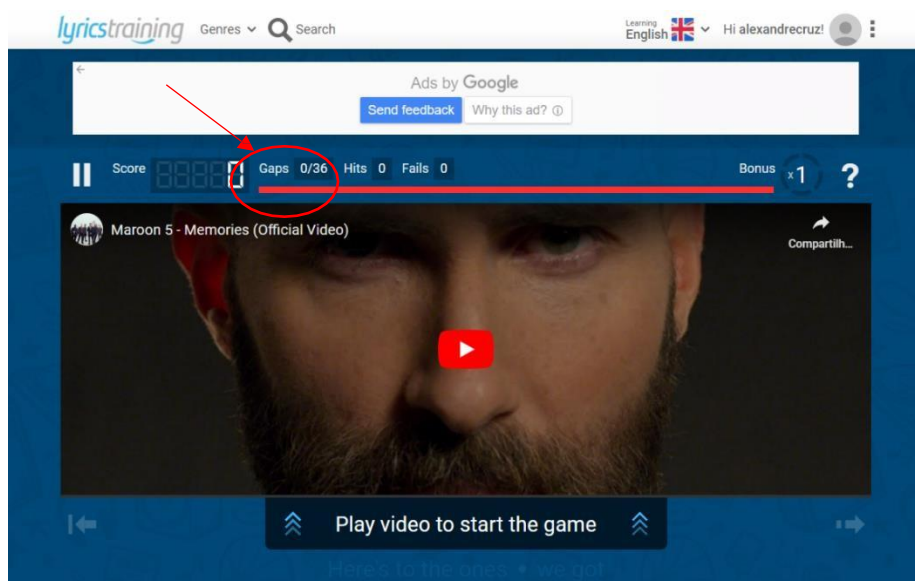 lyricstraining Genres Search Learning English Hi alexandrecruz!
Ads by Google
Send feedback Why this ad?
Score 0 Gaps 0/36 Hits 0 Fails 0 Bonus x1 ?
Maroon 5 - Memories (Official Video)
Compartilh...
Play video to start the game
Here's to the ones • we got